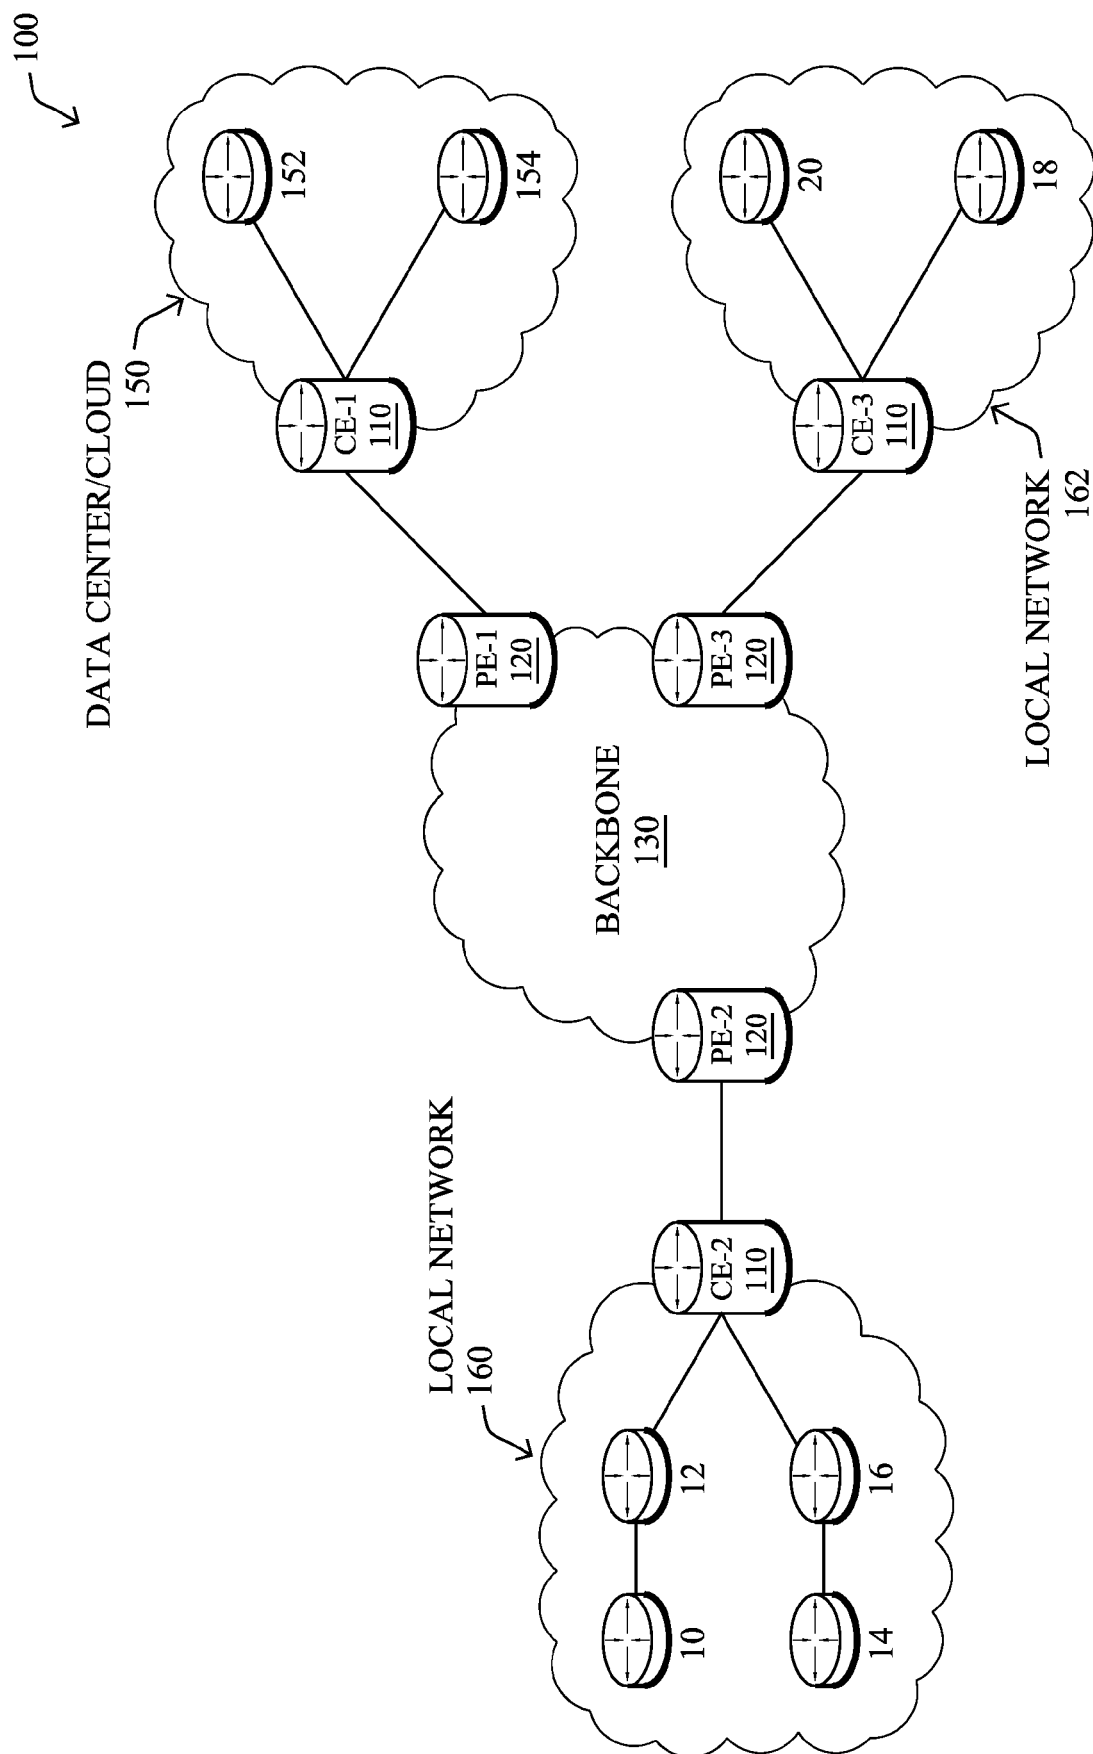 100
DATA CENTER/CLOUD
150
152
154
CE-1
110
PE-1
120
LOCAL NETWORK
160
10
12
14
16
CE-2
110
PE-2
120
BACKBONE
130
PE-3
120
CE-3
110
20
18
LOCAL NETWORK
162